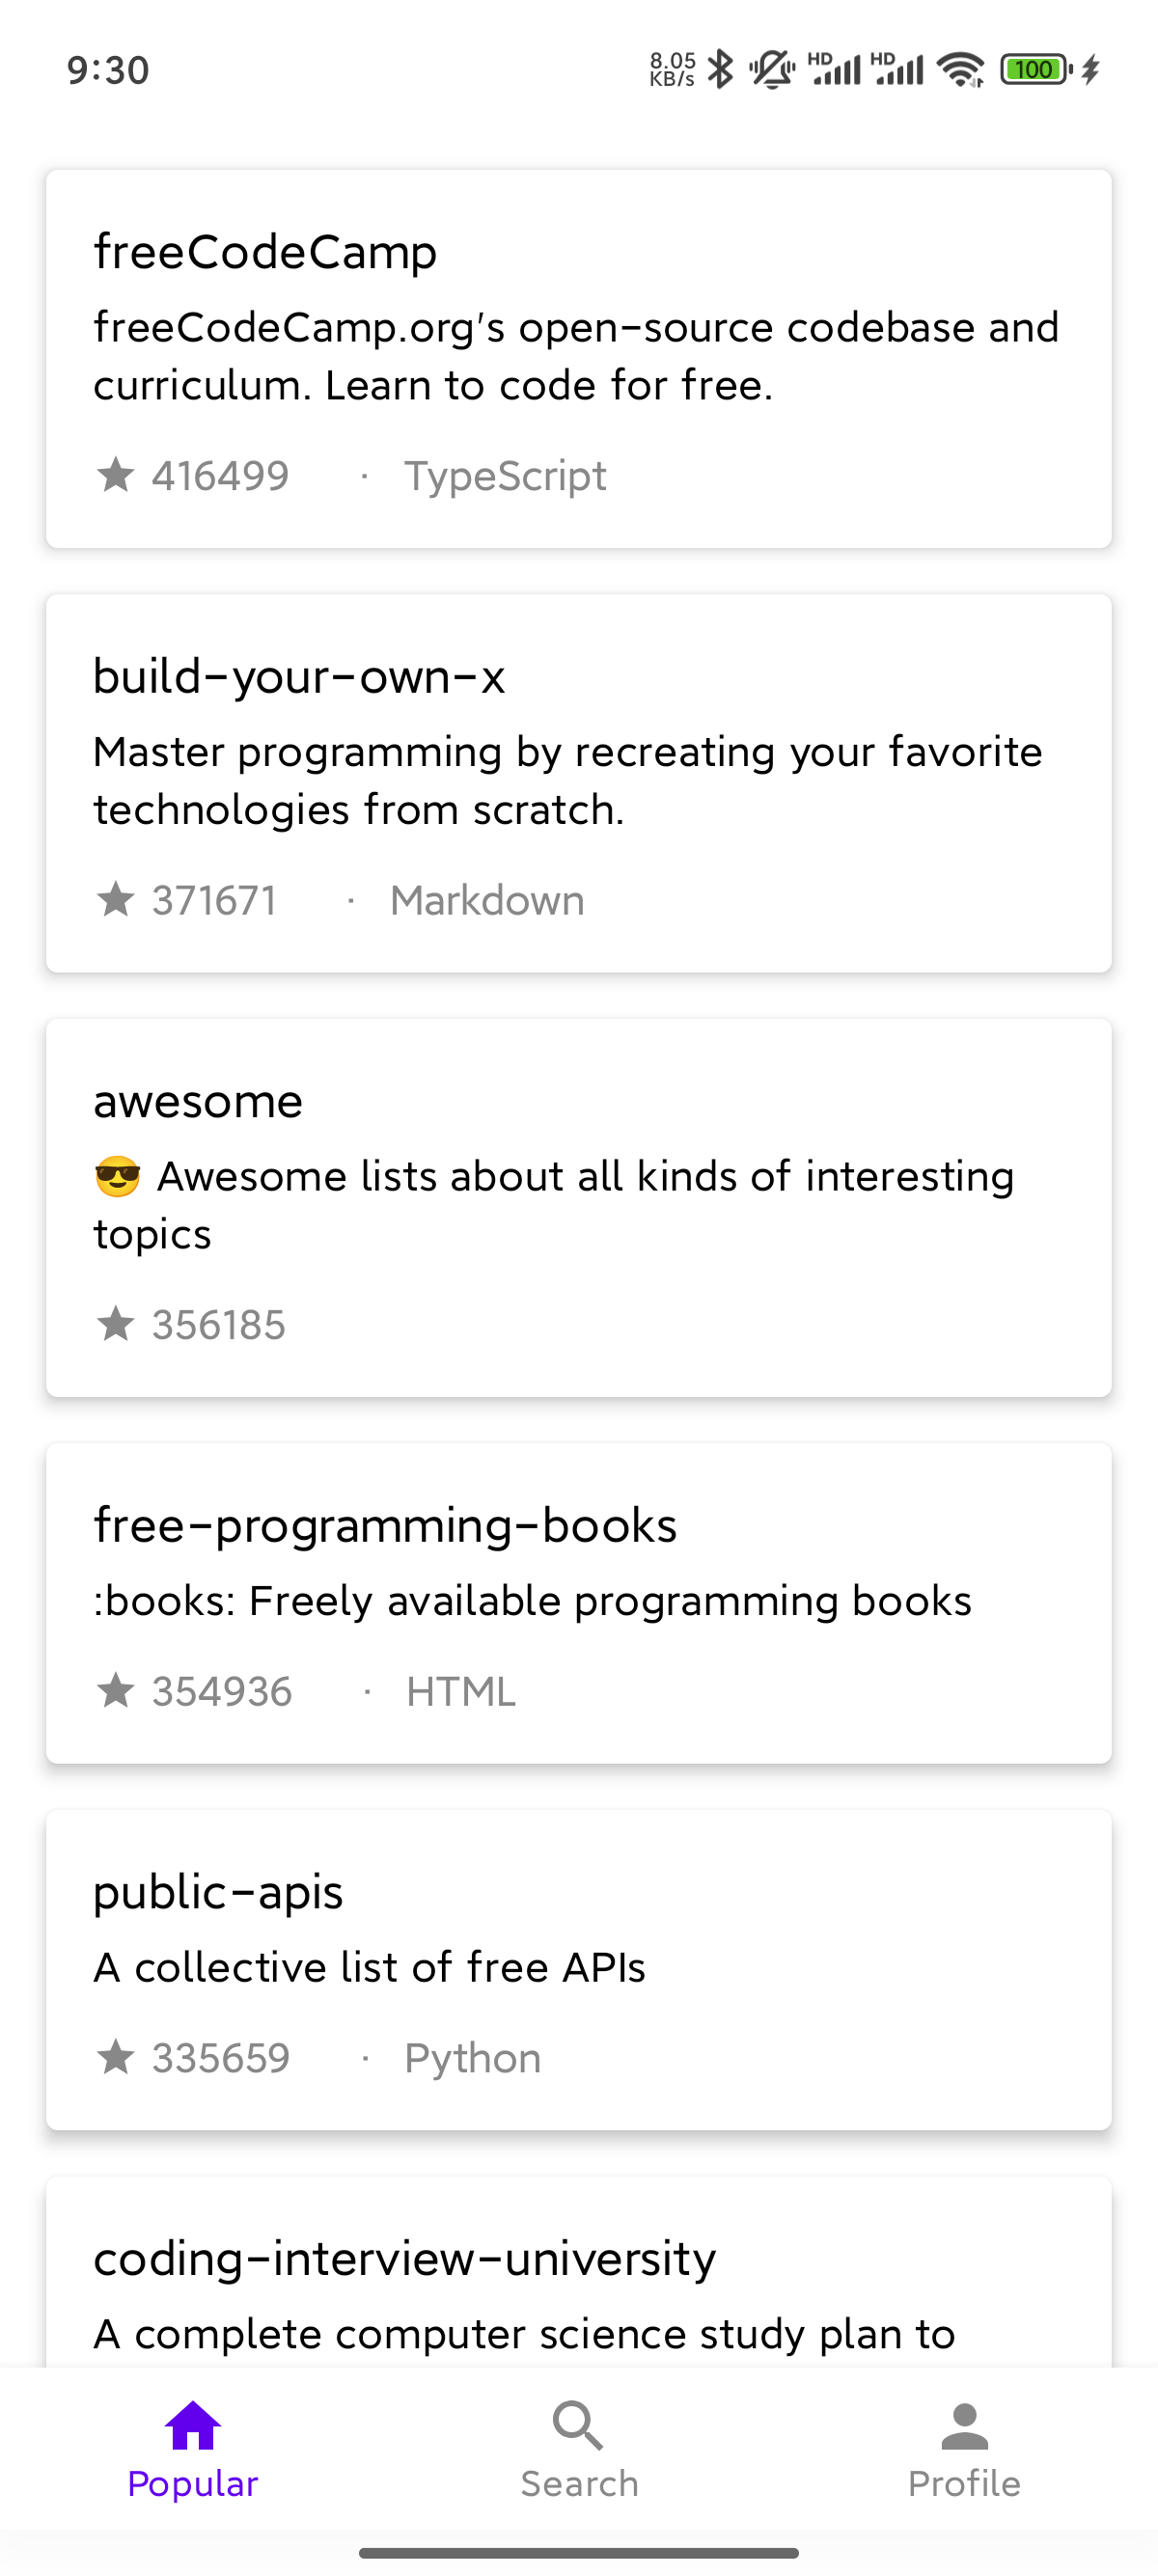 9:30
8.05
KB/s
HD
HD
100
freeCodeCamp
freeCodeCamp.org's open-source codebase and
curriculum. Learn to code for free.
★ 416499 · TypeScript
build-your-own-x
Master programming by recreating your favorite
technologies from scratch.
★ 371671 · Markdown
awesome
😎 Awesome lists about all kinds of interesting
topics
★ 356185
free-programming-books
:books: Freely available programming books
★ 354936 · HTML
public-apis
A collective list of free APIs
★ 335659 · Python
coding-interview-university
A complete computer science study plan to
Popular
Search
Profile